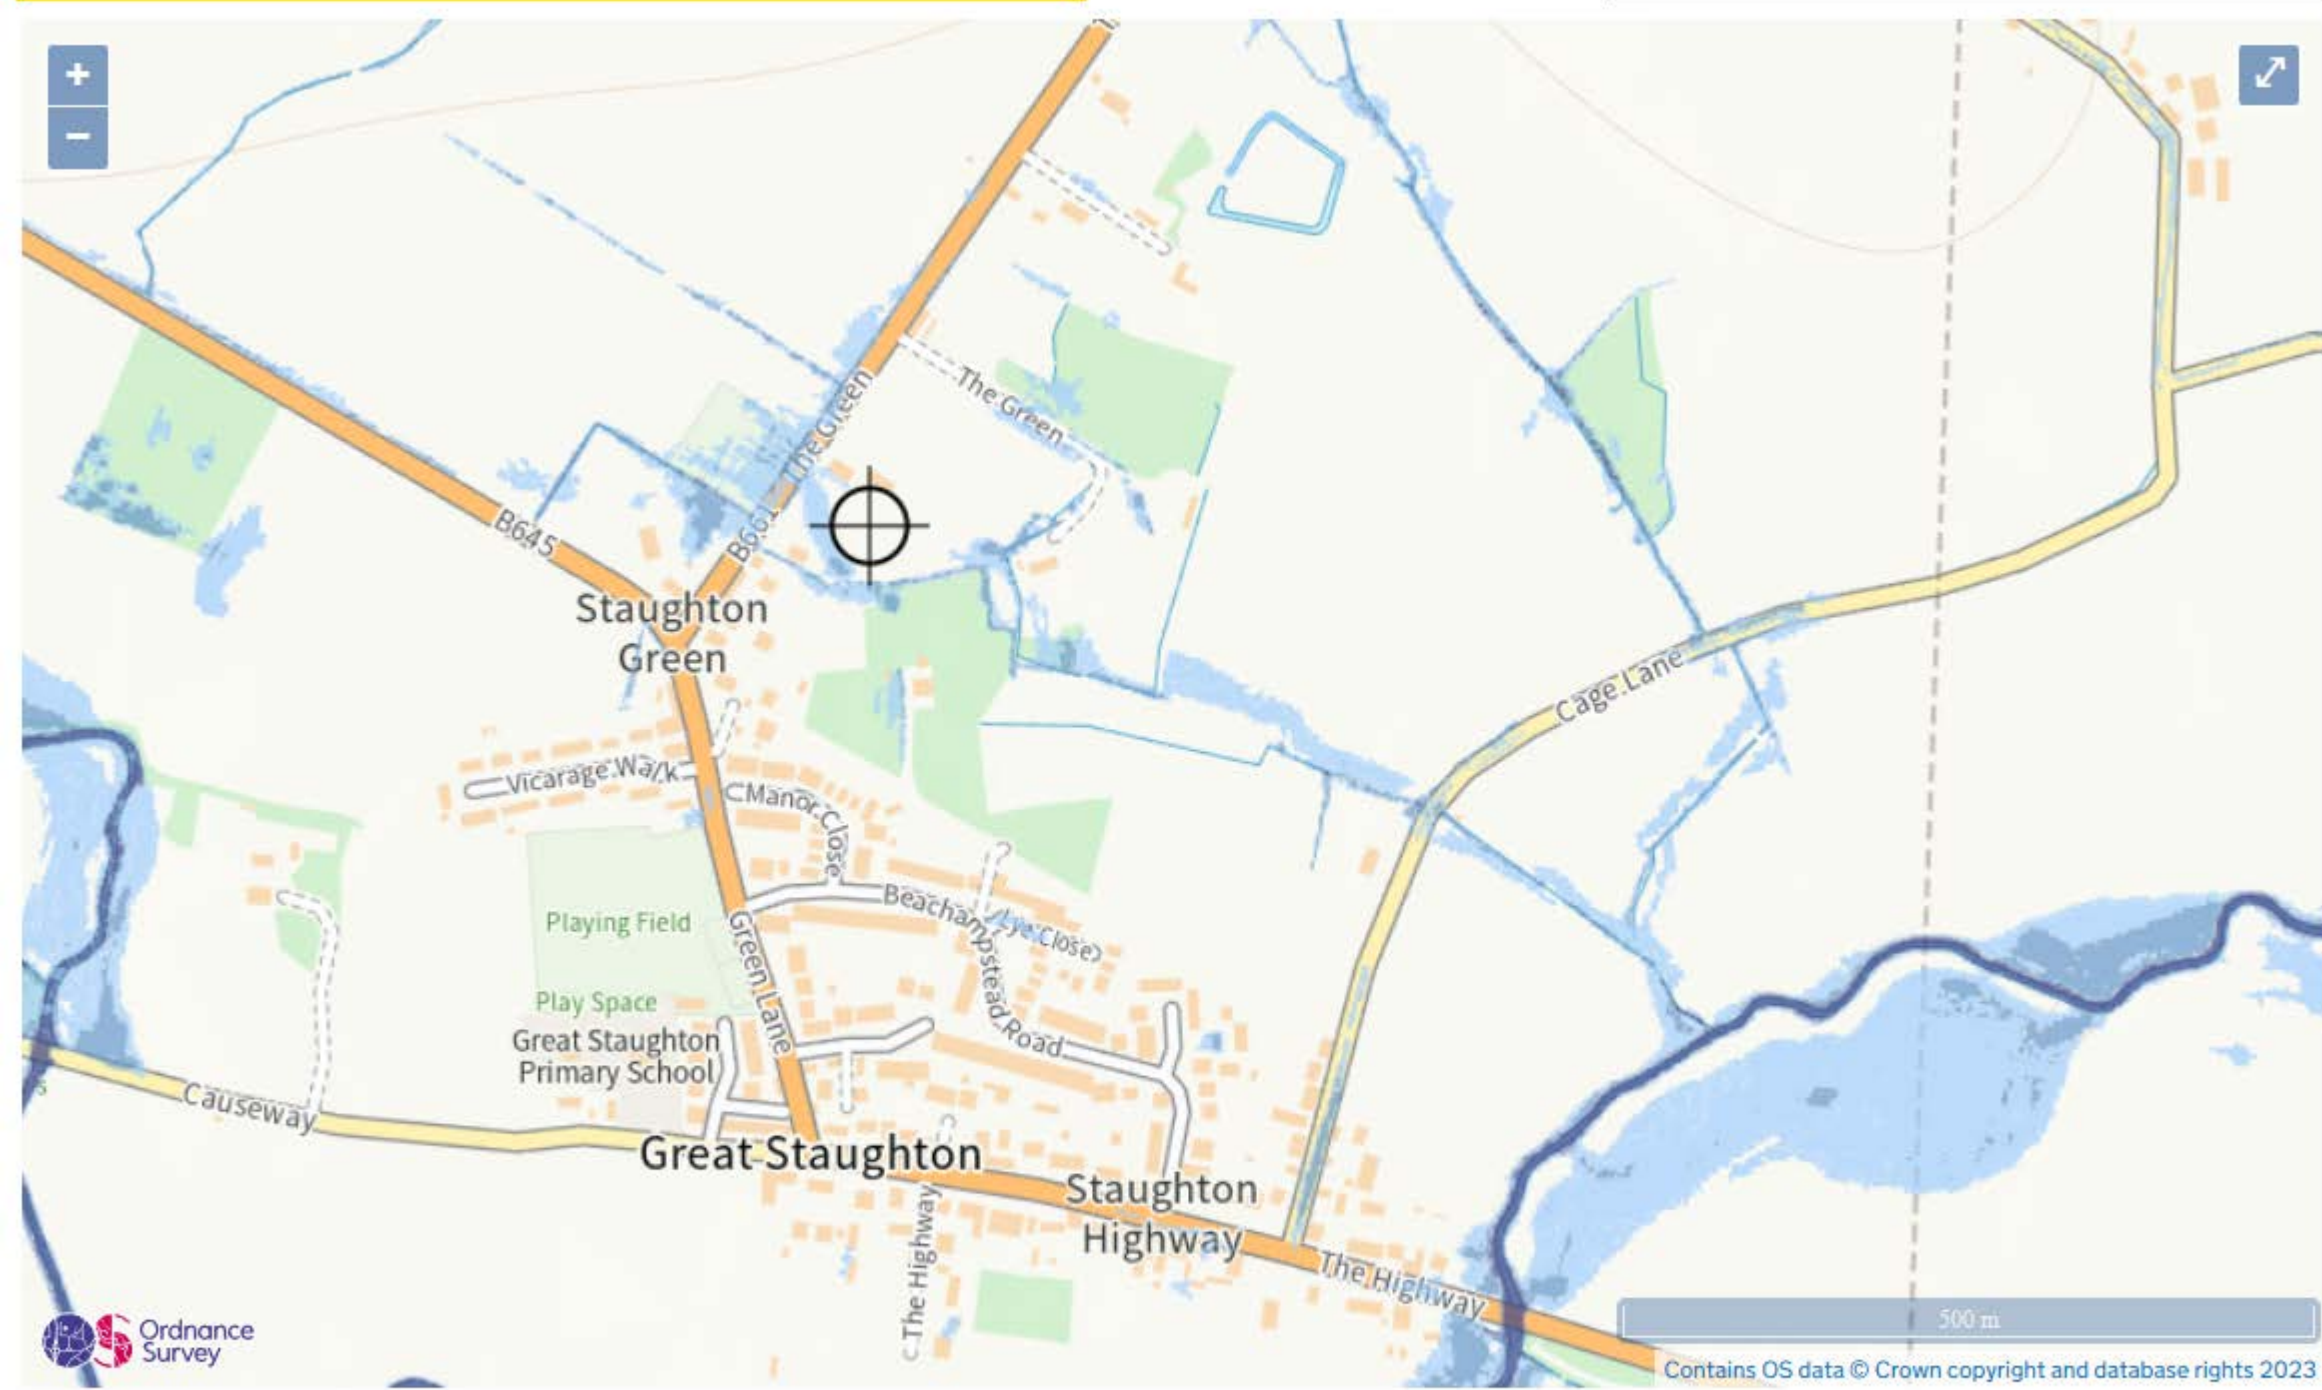 +
−
The Green
The Green
B661
B645
Staughton
Green
Cage Lane
Vicarage Walk
Manor Close
Beachampstead Road
Lye Close
Playing Field
Green Lane
Play Space
Great Staughton
Primary School
Causeway
Great Staughton
Staughton
Highway
The Highway
The Highway
Ordnance
Survey
500 m
Contains OS data © Crown copyright and database rights 2023